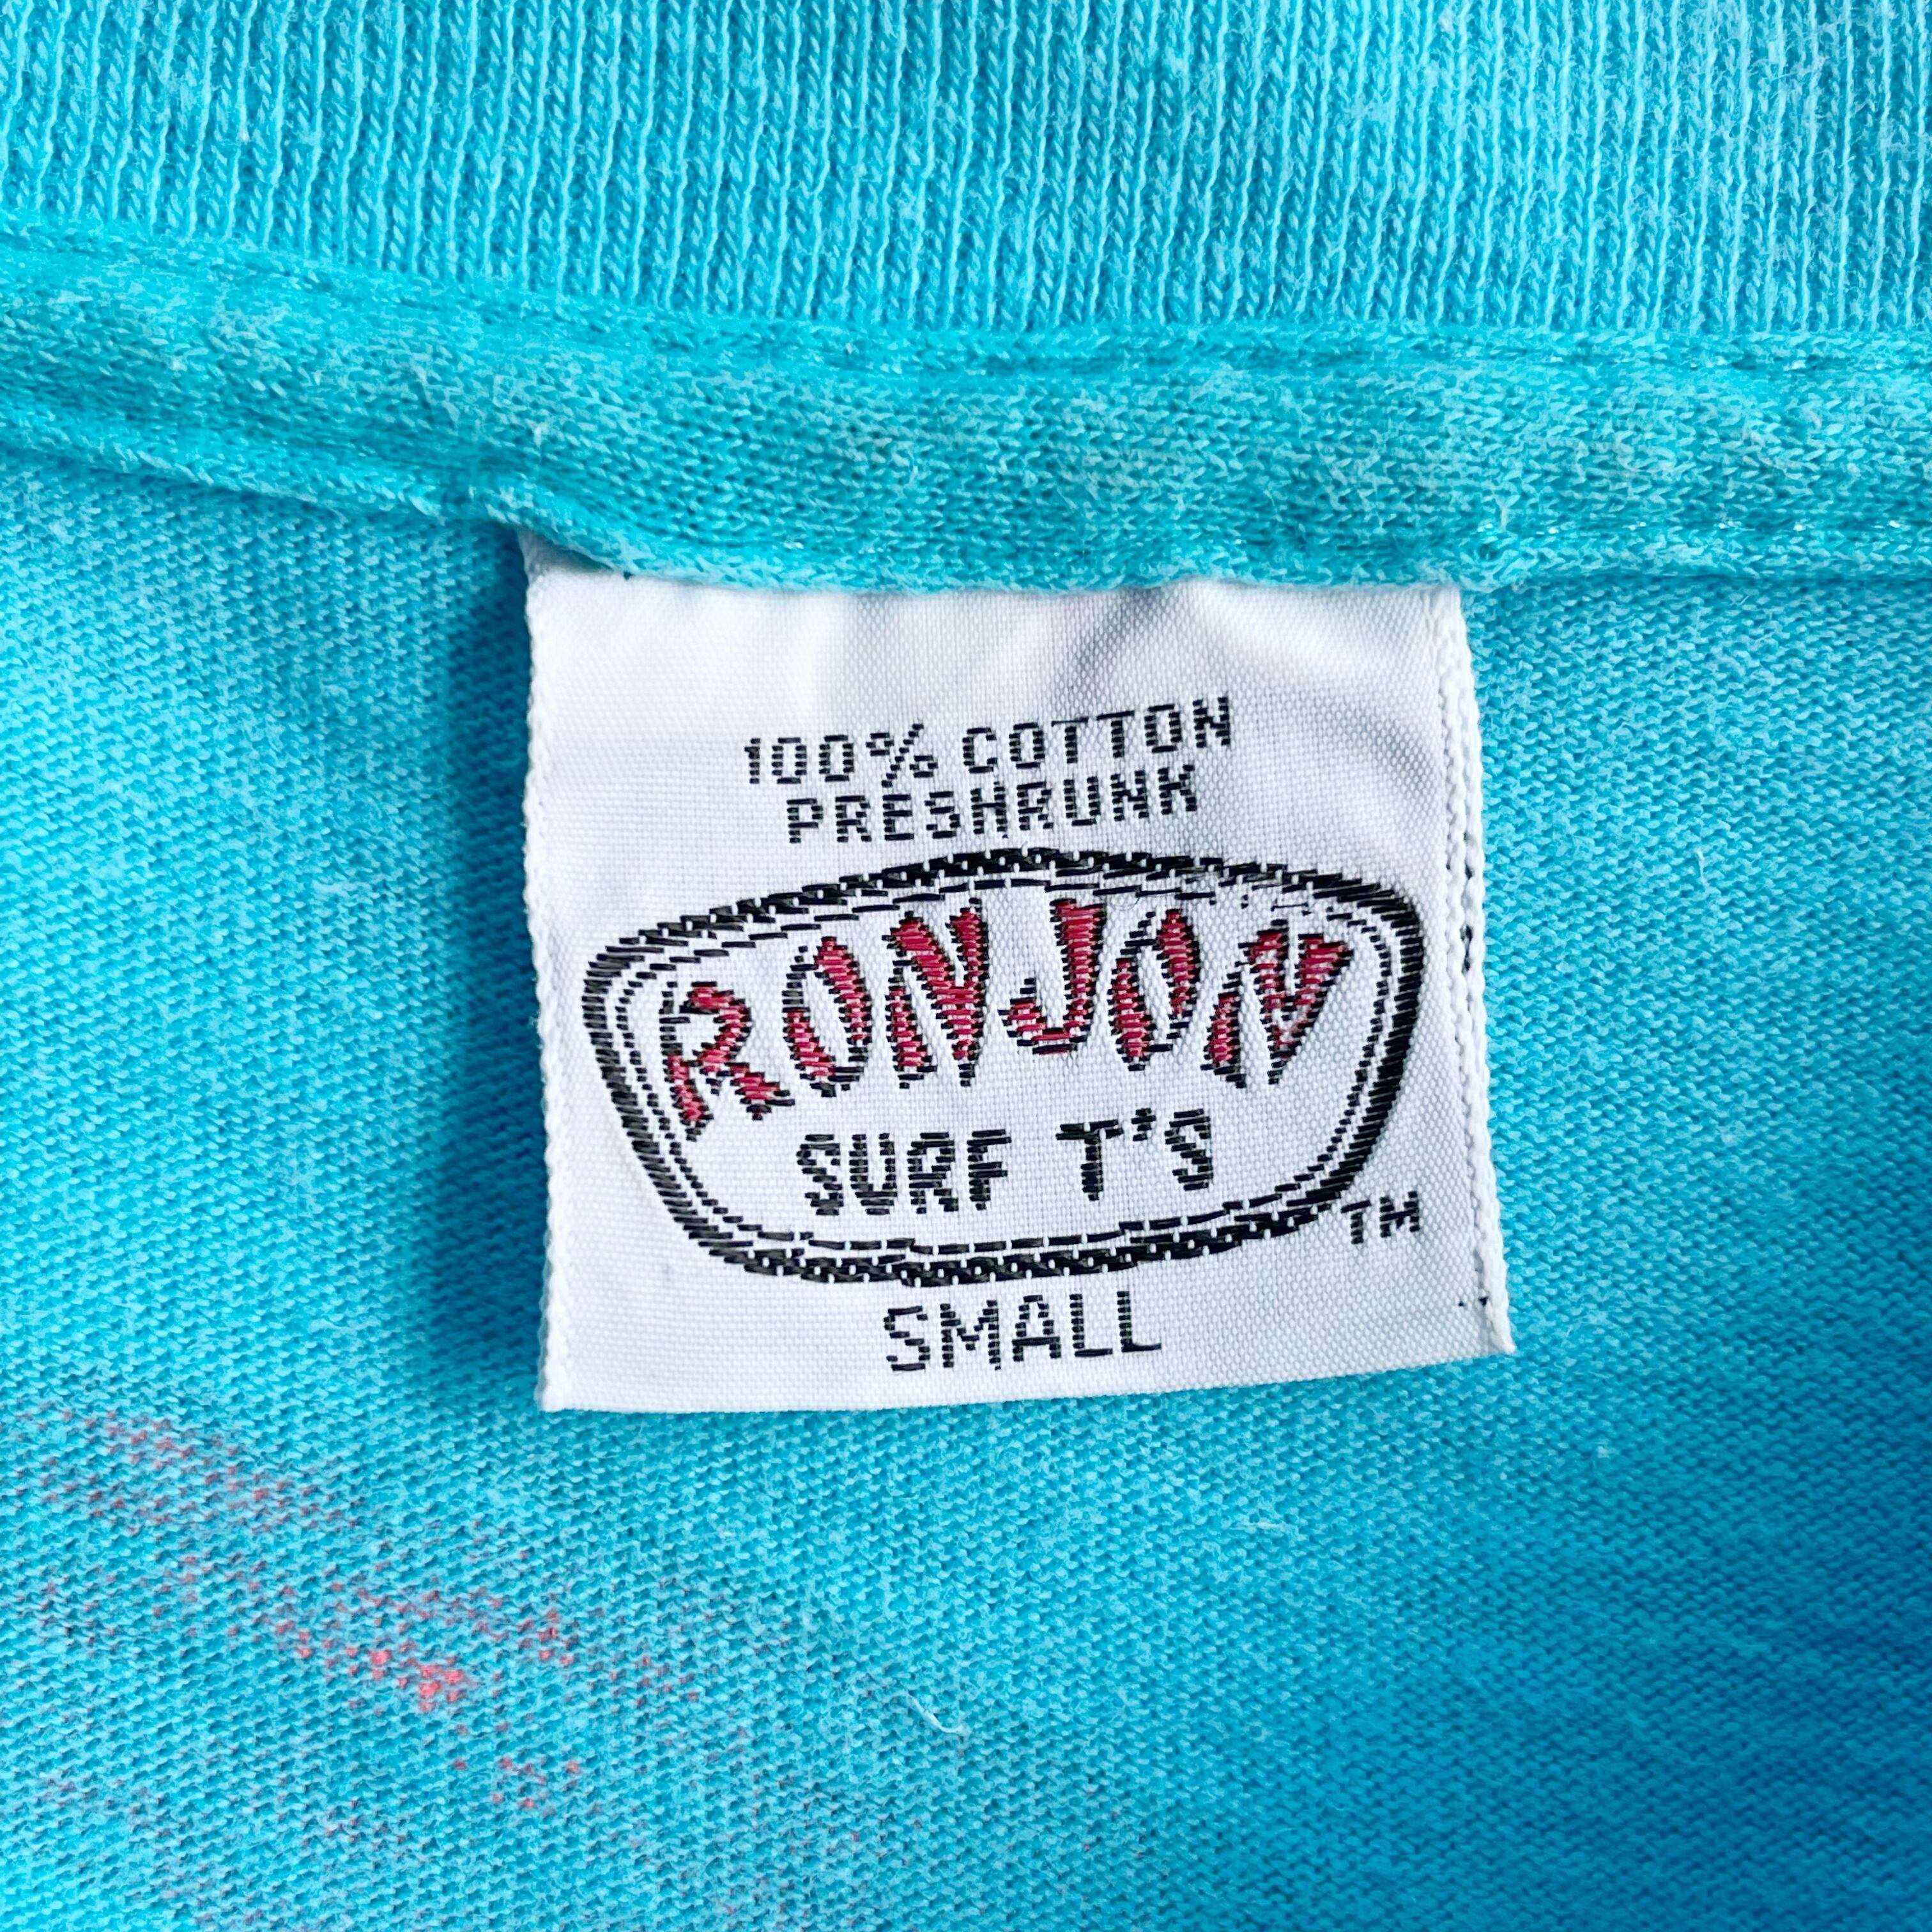 100% COTTON
PRESHRUNK
RON JON
SURF T'S
TM
SMALL